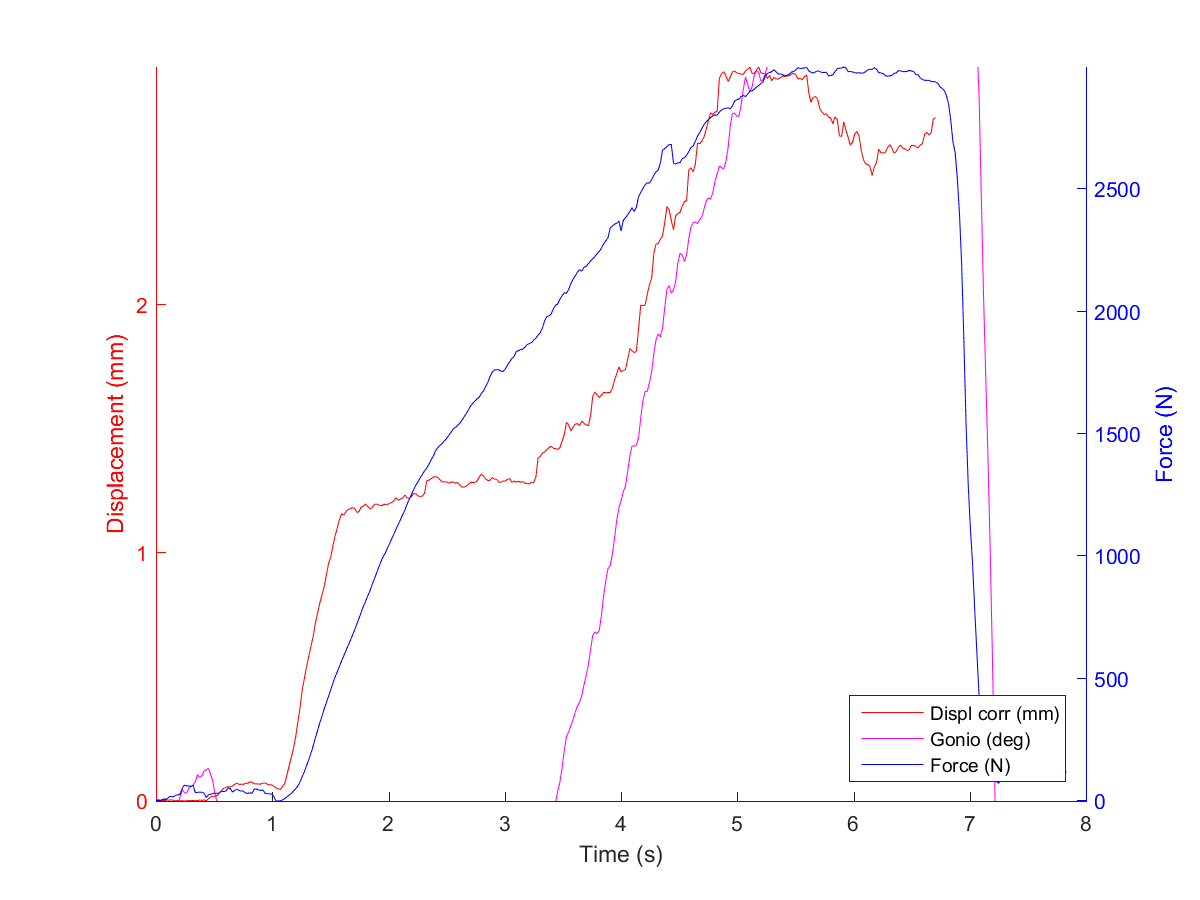 Displacement (mm)
2
1
0
2500
2000
1500
1000
500
0
Force (N)
Displ corr (mm)
Gonio (deg)
Force (N)
0 1 2 3 4 5 6 7 8
Time (s)